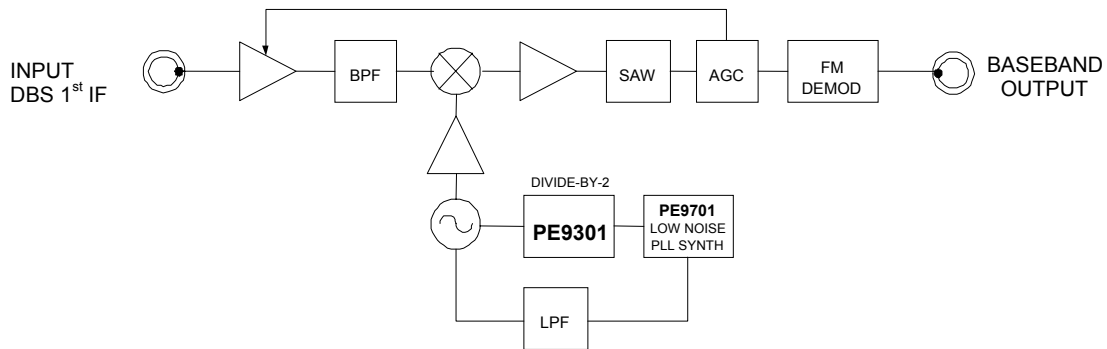 INPUT
DBS 1st IF
BPF
SAW
AGC
FM
DEMOD
BASEBAND
OUTPUT
DIVIDE-BY-2
PE9301
PE9701
LOW NOISE
PLL SYNTH
LPF